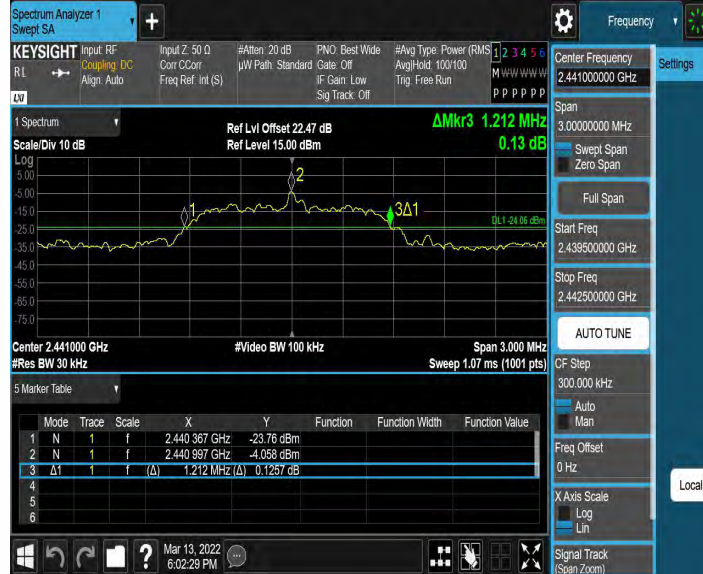 Spectrum Analyzer 1
Swept SA
+
Frequency
KEYSIGHT
RL
LXI
Input: RF
Coupling: DC
Align: Auto
Input Z: 50 Ω
Corr CCorr
Freq Ref: Int (S)
#Atten: 20 dB
µW Path: Standard
PNO: Best Wide
Gate: Off
IF Gain: Low
Sig Track: Off
#Avg Type: Power (RMS
Avg|Hold: 100/100
Trig: Free Run
1 2 3 4 5 6
M W W W W W
P P P P P P
1 Spectrum
Scale/Div 10 dB
Ref Lvl Offset 22.47 dB
Ref Level 15.00 dBm
ΔMkr3 1.212 MHz
0.13 dB
Log
5.00
-5.00
-15.0
-25.0
-35.0
-45.0
-55.0
-65.0
-75.0
1
2
3Δ1
DL1 -24.06 dBm
Center 2.441000 GHz
#Res BW 30 kHz
#Video BW 100 kHz
Span 3.000 MHz
Sweep 1.07 ms (1001 pts)
5 Marker Table
Mode Trace Scale X Y Function Function Width Function Value
1 N 1 f 2.440 367 GHz -23.76 dBm
2 N 1 f 2.440 997 GHz -4.058 dBm
3 Δ1 1 f (Δ) 1.212 MHz (Δ) 0.1257 dB
4
5
6
?
Mar 13, 2022
6:02:29 PM
Center Frequency
2.441000000 GHz
Settings
Span
3.00000000 MHz
Swept Span
Zero Span
Full Span
Start Freq
2.439500000 GHz
Stop Freq
2.442500000 GHz
AUTO TUNE
CF Step
300.000 kHz
Auto
Man
Freq Offset
0 Hz
X Axis Scale
Log
Lin
Local
Signal Track
(Span Zoom)